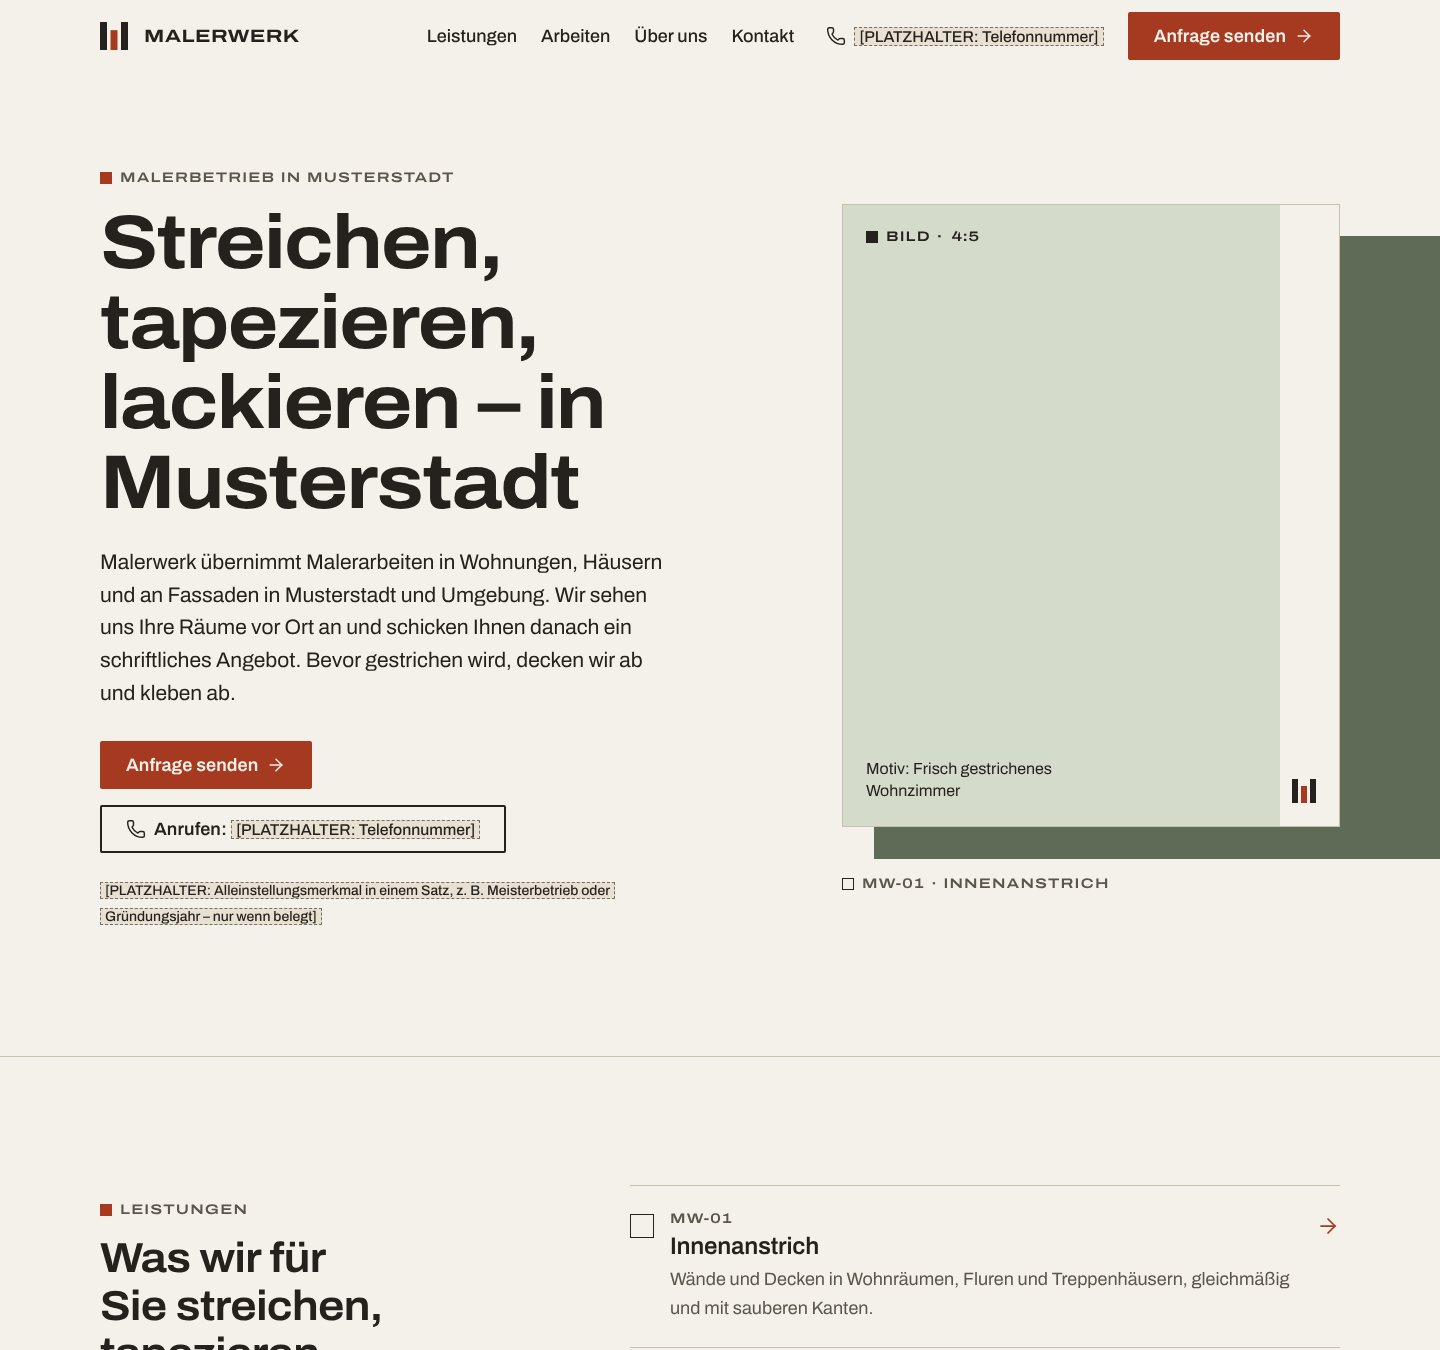 MALERWERK
Leistungen Arbeiten Über uns Kontakt [PLATZHALTER: Telefonnummer] Anfrage senden →
MALERBETRIEB IN MUSTERSTADT
Streichen,
tapezieren,
lackieren – in
Musterstadt
Malerwerk übernimmt Malerarbeiten in Wohnungen, Häusern
und an Fassaden in Musterstadt und Umgebung. Wir sehen
uns Ihre Räume vor Ort an und schicken Ihnen danach ein
schriftliches Angebot. Bevor gestrichen wird, decken wir ab
und kleben ab.
Anfrage senden →
Anrufen: [PLATZHALTER: Telefonnummer]
[PLATZHALTER: Alleinstellungsmerkmal in einem Satz, z. B. Meisterbetrieb oder
Gründungsjahr – nur wenn belegt]
BILD · 4:5
Motiv: Frisch gestrichenes
Wohnzimmer
MW-01 · INNENANSTRICH
LEISTUNGEN
Was wir für
Sie streichen,
tapezieren
MW-01
Innenanstrich
Wände und Decken in Wohnräumen, Fluren und Treppenhäusern, gleichmäßig
und mit sauberen Kanten.